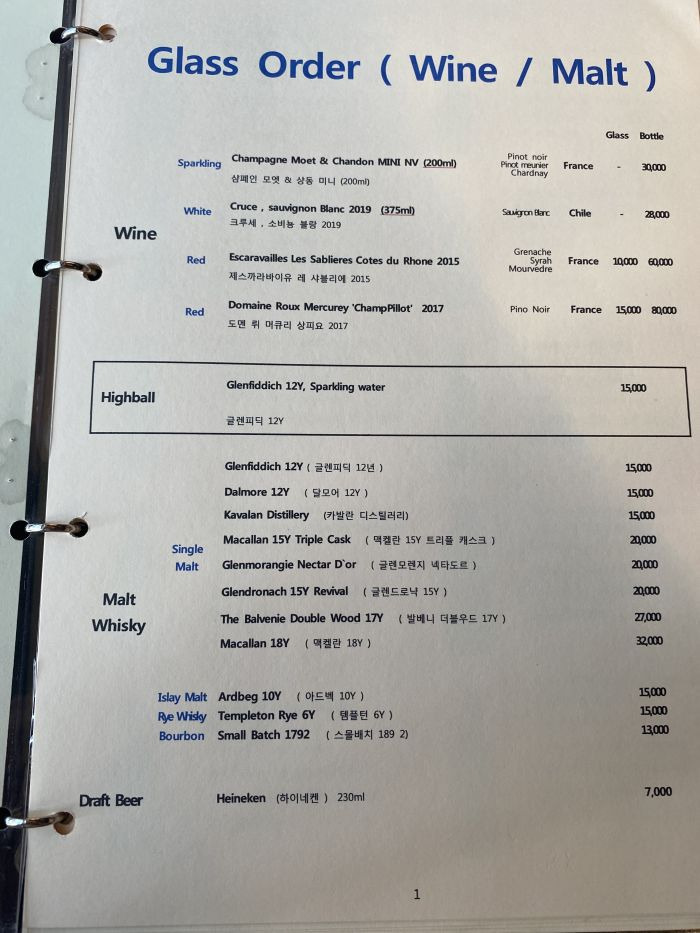 Glass Order ( Wine / Malt )
Glass Bottle
Sparkling Champagne Moet & Chandon MINI NV (200ml) Pinot noir Pinot meunier Chardnay France - 30,000
샴페인 모엣 & 상동 미니 (200ml)
White Cruce , sauvignon Blanc 2019 (375ml) Sauvignon Blanc Chile - 28,000
크루세 , 소비뇽 블랑 2019
Wine
Red Escaravailles Les Sablieres Cotes du Rhone 2015 Grenache Syrah Mourvedre France 10,000 60,000
제스까라바이유 레 샤블리에 2015
Red Domaine Roux Mercurey 'ChampPillot' 2017 Pino Noir France 15,000 80,000
도멘 뤼 머큐리 상피요 2017
Highball Glenfiddich 12Y, Sparkling water 15,000
글렌피딕 12Y
Glenfiddich 12Y ( 글렌피딕 12년 ) 15,000
Dalmore 12Y ( 달모어 12Y ) 15,000
Kavalan Distillery (카발란 디스틸러리) 15,000
Macallan 15Y Triple Cask ( 맥켈란 15Y 트리플 캐스크 ) 20,000
Single
Malt Glenmorangie Nectar D`or ( 글렌모렌지 넥타도르 ) 20,000
Glendronach 15Y Revival ( 글렌드로낙 15Y ) 20,000
Malt
Whisky
The Balvenie Double Wood 17Y ( 발베니 더블우드 17Y ) 27,000
Macallan 18Y ( 맥켈란 18Y ) 32,000
Islay Malt Ardbeg 10Y ( 아드벡 10Y ) 15,000
Rye Whisky Templeton Rye 6Y ( 템플턴 6Y ) 15,000
Bourbon Small Batch 1792 ( 스몰배치 189 2) 13,000
Draft Beer Heineken (하이네켄 ) 230ml 7,000
1